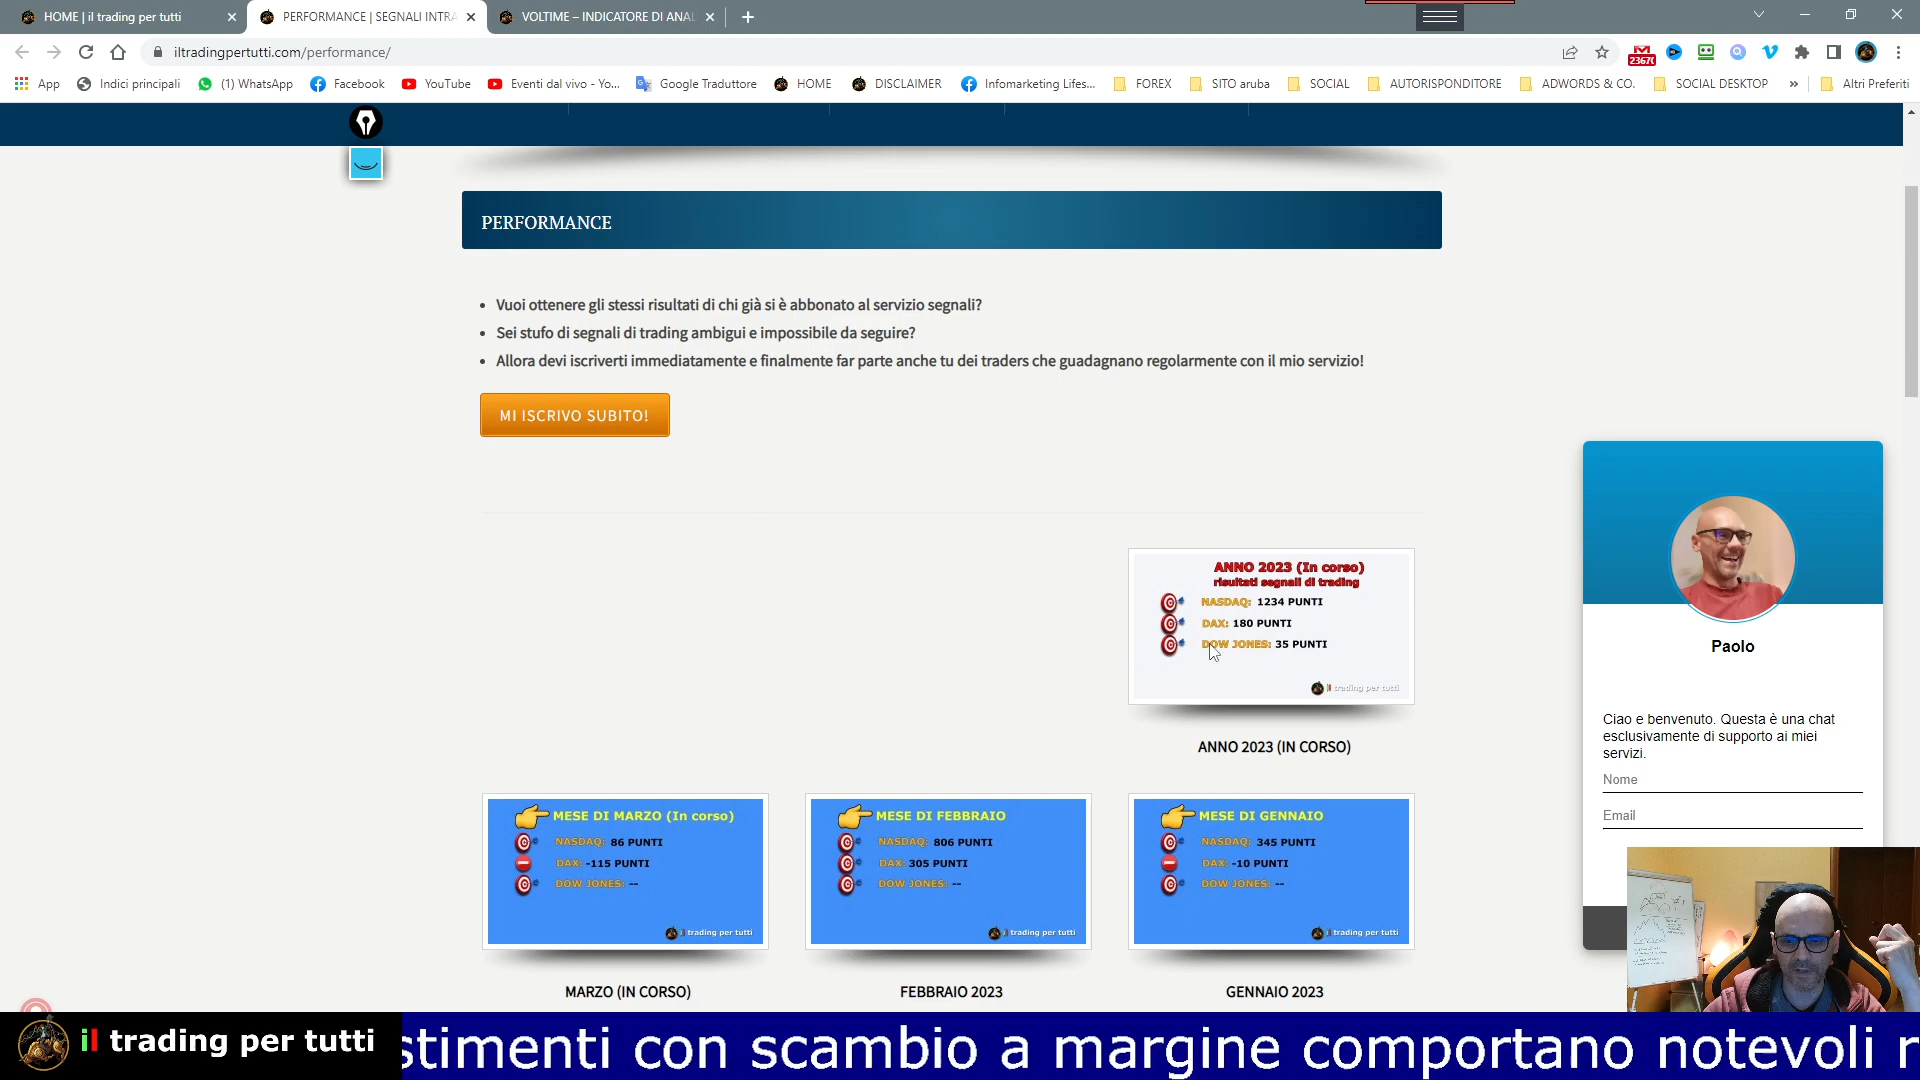 HOME | il trading per tutti
PERFORMANCE | SEGNALI INTRA
VOLTIME – INDICATORE DI ANAL
iltradingpertutti.com/performance/
2367(
App
Indici principali
(1) WhatsApp
Facebook
YouTube
Eventi dal vivo - Yo...
Google Traduttore
HOME
DISCLAIMER
Infomarketing Lifes...
FOREX
SITO aruba
SOCIAL
AUTORISPONDITORE
ADWORDS & CO.
SOCIAL DESKTOP
»
Altri Preferiti
PERFORMANCE
• Vuoi ottenere gli stessi risultati di chi già si è abbonato al servizio segnali?
• Sei stufo di segnali di trading ambigui e impossibile da seguire?
• Allora devi iscriverti immediatamente e finalmente far parte anche tu dei traders che guadagnano regolarmente con il mio servizio!
MI ISCRIVO SUBITO!
ANNO 2023 (In corso)
risultati segnali di trading
NASDAQ: 1234 PUNTI
DAX: 180 PUNTI
DOW JONES: 35 PUNTI
il trading per tutti
ANNO 2023 (IN CORSO)
MESE DI MARZO (In corso)
NASDAQ: 86 PUNTI
DAX: -115 PUNTI
DOW JONES: --
il trading per tutti
MARZO (IN CORSO)
MESE DI FEBBRAIO
NASDAQ: 806 PUNTI
DAX: 305 PUNTI
DOW JONES: --
il trading per tutti
FEBBRAIO 2023
MESE DI GENNAIO
NASDAQ: 345 PUNTI
DAX: -10 PUNTI
DOW JONES: --
il trading per tutti
GENNAIO 2023
Paolo
Ciao e benvenuto. Questa è una chat
esclusivamente di supporto ai miei
servizi.
Nome
Email
il trading per tutti
stimenti con scambio a margine comportano notevoli r